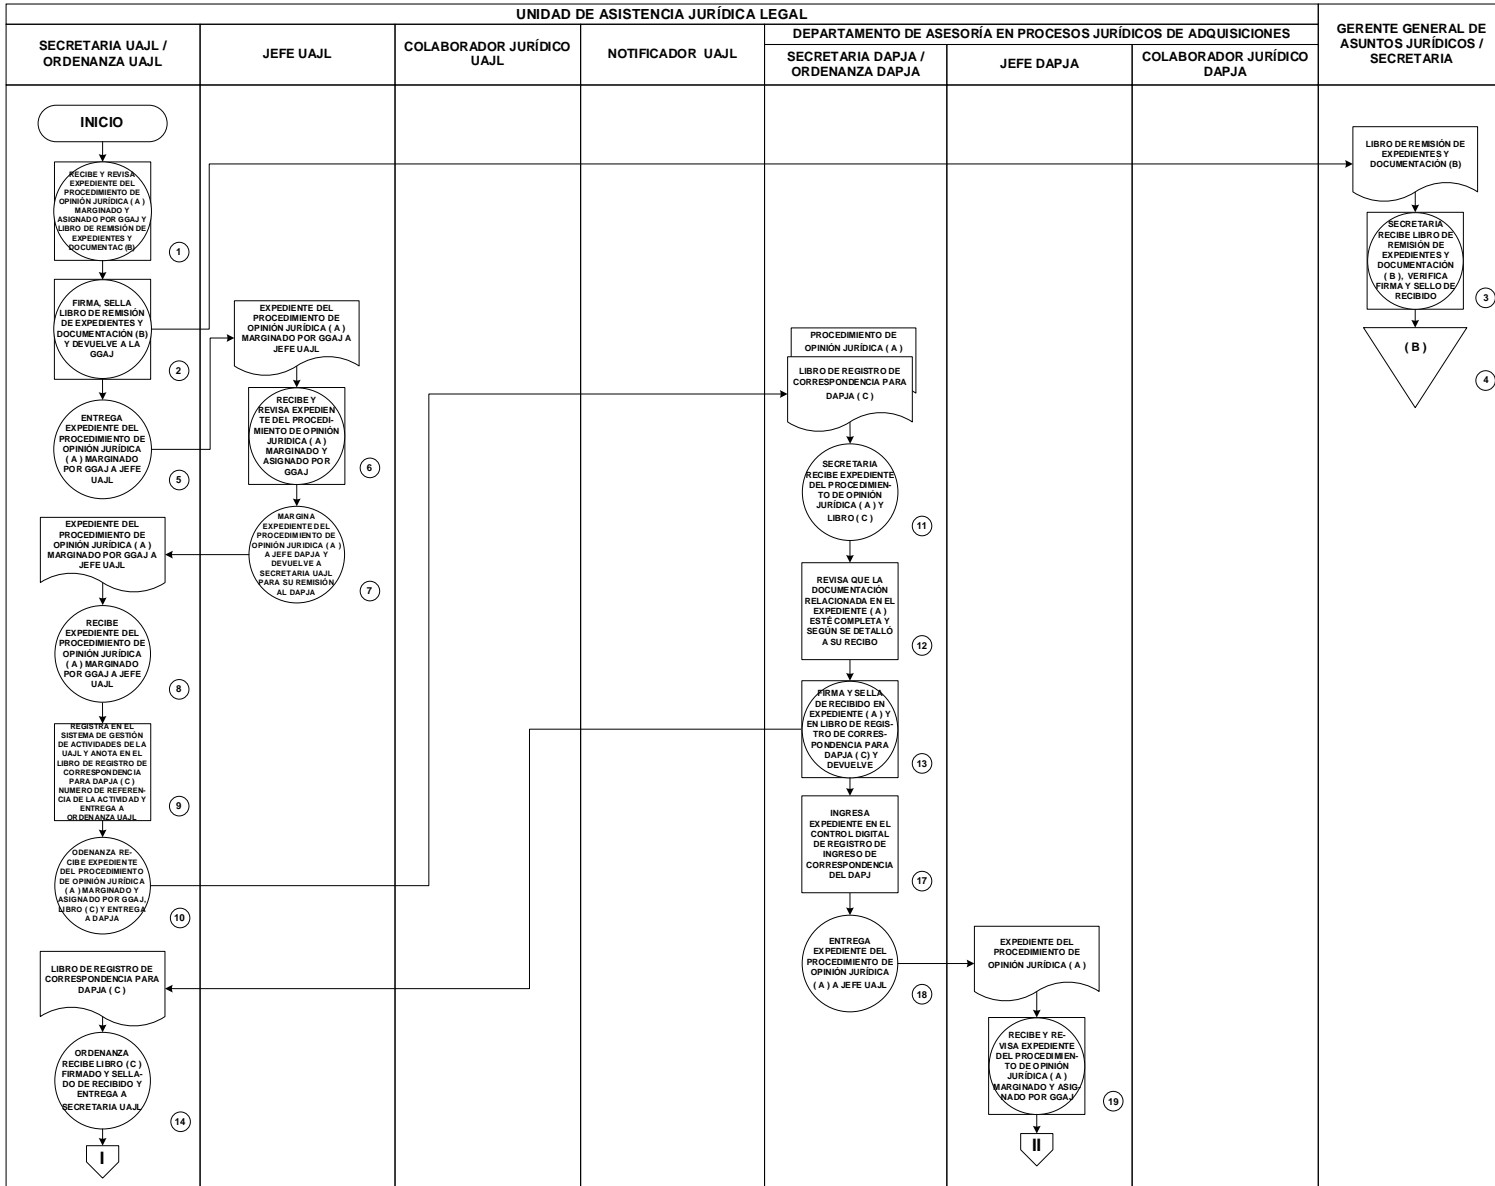 UNIDAD DE ASISTENCIA JURÍDICA LEGAL
SECRETARIA UAJL /
ORDENANZA UAJL
JEFE UAJL
COLABORADOR JURÍDICO
UAJL
NOTIFICADOR UAJL
DEPARTAMENTO DE ASESORÍA EN PROCESOS JURÍDICOS DE ADQUISICIONES
SECRETARIA DAPJA /
ORDENANZA DAPJA
JEFE DAPJA
COLABORADOR JURÍDICO
DAPJA
GERENTE GENERAL DE
ASUNTOS JURÍDICOS /
SECRETARIA
INICIO
RECIBE Y REVISA
EXPEDIENTE DEL
PROCEDIMIENTO DE
OPINIÓN JURÍDICA ( A )
MARGINADO Y
ASIGNADO POR GGAJ Y
LIBRO DE REMISIÓN DE
EXPEDIENTES Y
DOCUMENTAC (B)
1
FIRMA, SELLA
LIBRO DE REMISIÓN
DE EXPEDIENTES Y
DOCUMENTACIÓN (B)
Y DEVUELVE A LA
GGAJ
2
LIBRO DE REMISIÓN DE
EXPEDIENTES Y
DOCUMENTACIÓN (B)
SECRETARIA
RECIBE LIBRO DE
REMISIÓN DE
EXPEDIENTES Y
DOCUMENTACIÓN
( B ), VERIFICA
FIRMA Y SELLO DE
RECIBIDO
3
( B )
4
ENTREGA
EXPEDIENTE DEL
PROCEDIMIENTO DE
OPINIÓN JURÍDICA
( A ) MARGINADO
POR GGAJ A JEFE
UAJL
5
EXPEDIENTE DEL
PROCEDIMIENTO DE
OPINIÓN JURÍDICA ( A )
MARGINADO POR GGAJ A
JEFE UAJL
RECIBE Y
REVISA EXPEDIEN
TE DEL PROCEDI-
MIENTO DE OPINIÓN
JURIDICA ( A )
MARGINADO Y
ASIGNADO POR
GGAJ
6
MARGINA
EXPEDIENTE DEL
PROCEDIMIENTO DE
OPINIÓN JURIDICA (A )
A JEFE DAPJA Y
DEVUELVE A
SECRETARIA UAJL
PARA SU REMISIÓN
AL DAPJA
7
EXPEDIENTE DEL
PROCEDIMIENTO DE
OPINIÓN JURÍDICA ( A )
MARGINADO POR GGAJ A
JEFE UAJL
RECIBE
EXPEDIENTE DEL
PROCEDIMIENTO DE
OPINIÓN JURÍDICA
( A ) MARGINADO
POR GGAJ A JEFE
UAJL
8
REGISTRA EN EL
SISTEMA DE GESTIÓN
DE ACTIVIDADES DE LA
UAJL Y ANOTA EN EL
LIBRO DE REGISTRO DE
CORRESPONDENCIA
PARA DAPJA ( C )
NUMERO DE REFEREN-
CIA DE LA ACTIVIDAD Y
ENTREGA A
ORDENANZA UAJL
9
ODENANZA RE-
CIBE EXPEDIENTE
DEL PROCEDIMIENTO
DE OPINIÓN JURÍDICA
( A ) MARGINADO Y
ASIGNADO POR GGAJ,
LIBRO ( C) Y ENTREGA
A DAPJA
10
PROCEDIMIENTO DE
OPINIÓN JURÍDICA ( A )
LIBRO DE REGISTRO DE
CORRESPONDENCIA PARA
DAPJA ( C )
SECRETARIA
RECIBE EXPEDIENTE
DEL PROCEDIMIEN-
TO DE OPINIÓN
JURÍDICA ( A ) Y
LIBRO ( C )
11
REVISA QUE LA
DOCUMENTACIÓN
RELACIONADA EN EL
EXPEDIENTE ( A )
ESTÉ COMPLETA Y
SEGÚN SE DETALLÓ
A SU RECIBO
12
FIRMA Y SELLA
DE RECIBIDO EN
EXPEDIENTE ( A ) Y
EN LIBRO DE REGIS-
TRO DE CORRES-
PONDENCIA PARA
DAPJA ( C) Y
DEVUELVE
13
LIBRO DE REGISTRO DE
CORRESPONDENCIA PARA
DAPJA ( C )
ORDENANZA
RECIBE LIBRO ( C )
FIRMADO Y SELLA-
DO DE RECIBIDO Y
ENTREGA A
SECRETARIA UAJL
14
I
INGRESA
EXPEDIENTE EN EL
CONTROL DIGITAL
DE REGISTRO DE
INGRESO DE
CORRESPONDENCIA
DEL DAPJ
17
ENTREGA
EXPEDIENTE DEL
PROCEDIMIENTO DE
OPINIÓN JURÍDICA
( A ) A JEFE UAJL
18
EXPEDIENTE DEL
PROCEDIMIENTO DE
OPINIÓN JURÍDICA ( A )
RECIBE Y RE-
VISA EXPEDIENTE
DEL PROCEDIMIEN-
TO DE OPINIÓN
JURÍDICA ( A )
MARGINADO Y ASIG-
NADO POR GGAJ
19
II